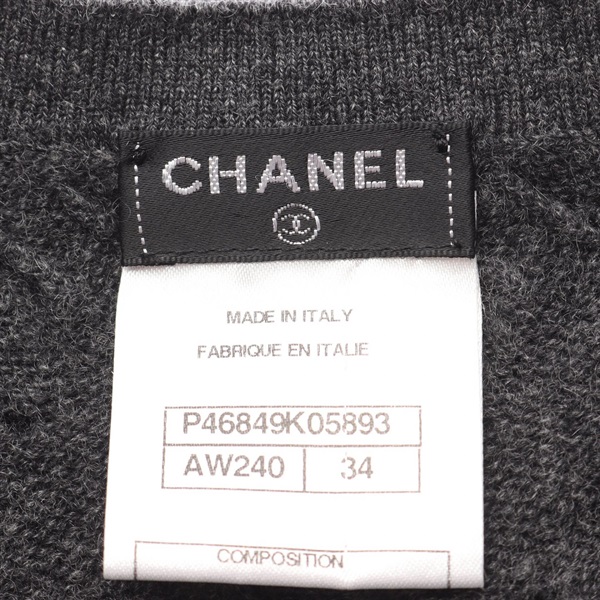 CHANEL
MADE IN ITALY
FABRIQUE EN ITALIE
P46849K05893
AW240 34
COMPOSITION